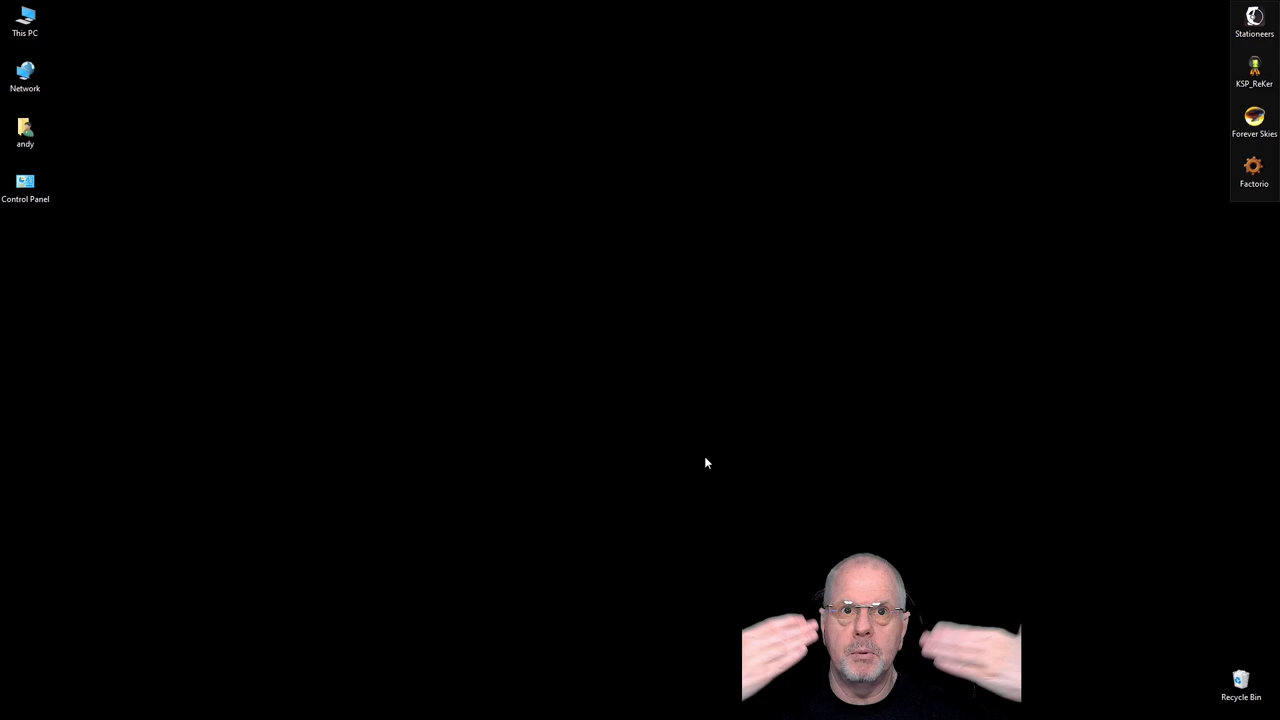 This PC
Network
andy
Control Panel
Stationeers
KSP_ReKer
Forever Skies
Factorio
Recycle Bin